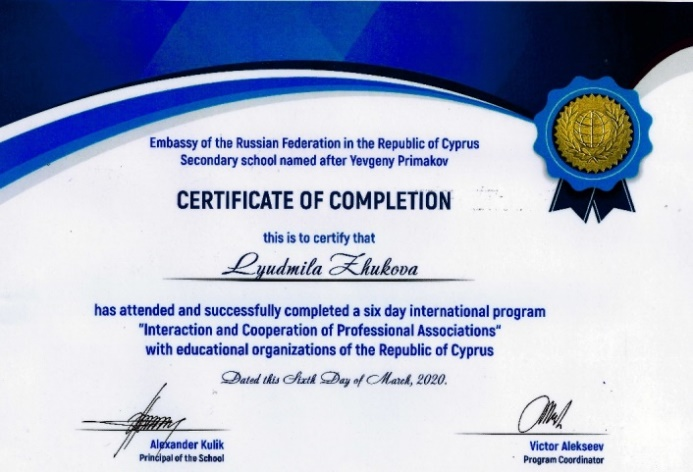 Embassy of the Russian Federation in the Republic of Cyprus
Secondary school named after Yevgeny Primakov
CERTIFICATE OF COMPLETION
this is to certify that
Lyudmila Zhukova
has attended and successfully completed a six day international program
"Interaction and Cooperation of Professional Associations"
with educational organizations of the Republic of Cyprus
Dated this Sixth Day of March, 2020.
Alexander Kulik
Principal of the School
Victor Alekseev
Program Coordinator